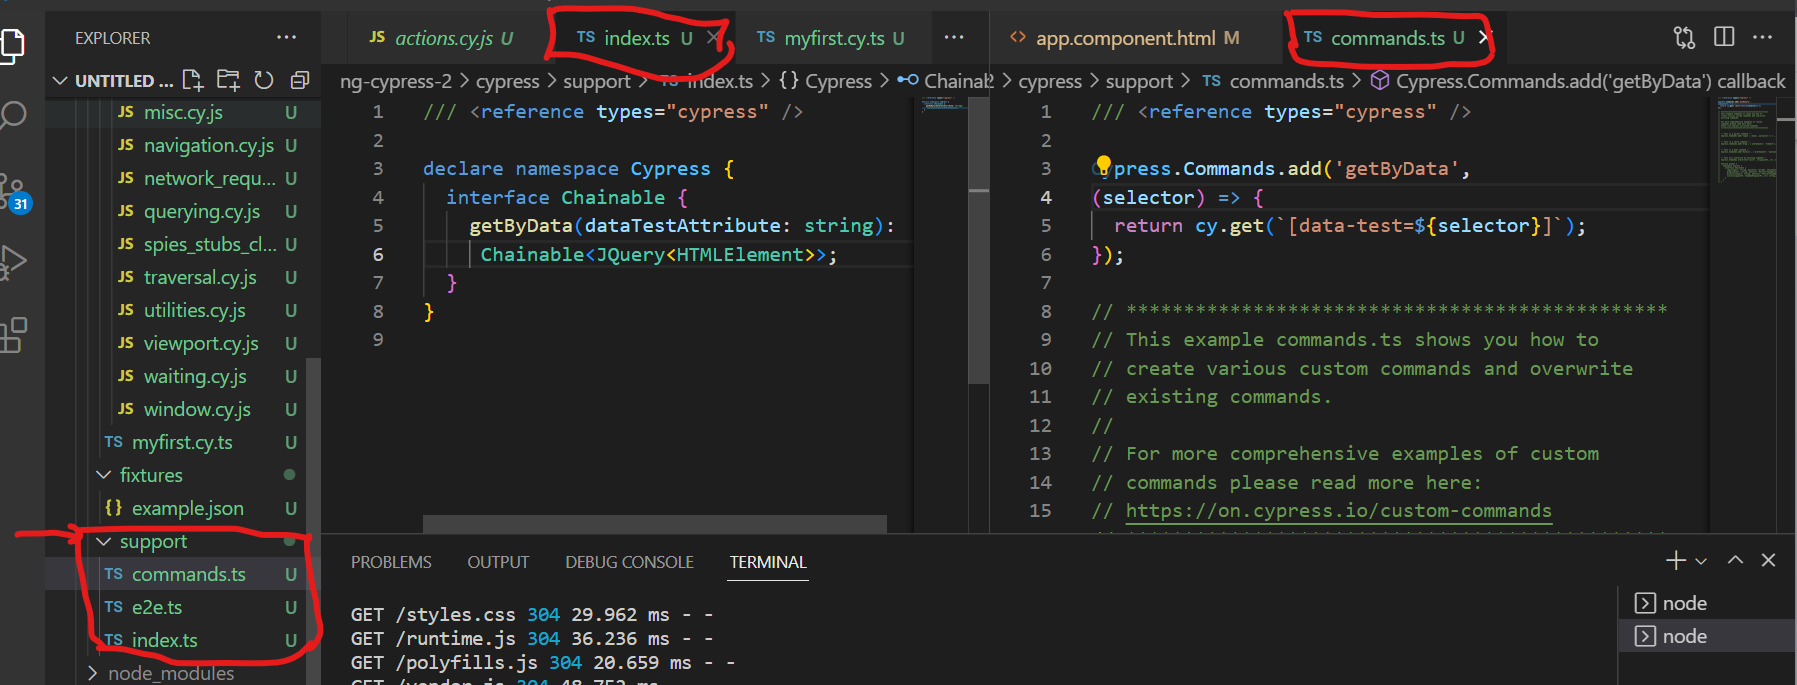 EXPLORER ...
UNTITLED ...
JS misc.cy.js U
JS navigation.cy.js U
JS network_requ... U
JS querying.cy.js U
JS spies_stubs_cl... U
JS traversal.cy.js U
JS utilities.cy.js U
JS viewport.cy.js U
JS waiting.cy.js U
JS window.cy.js U
TS myfirst.cy.ts U
fixtures
{} example.json U
support
TS commands.ts U
TS e2e.ts U
TS index.ts U
node_modules
31
JS actions.cy.js U
TS index.ts U
TS myfirst.cy.ts U
...
ng-cypress-2 > cypress > support > TS index.ts > {} Cypress > Chainabl
1 /// <reference types="cypress" />
2
3 declare namespace Cypress {
4 interface Chainable {
5 getByData(dataTestAttribute: string):
6 Chainable<JQuery<HTMLElement>>;
7 }
8 }
9
<> app.component.html M
TS commands.ts U
...
2 > cypress > support > TS commands.ts > Cypress.Commands.add('getByData') callback
1 /// <reference types="cypress" />
2
3 Cypress.Commands.add('getByData',
4 (selector) => {
5 return cy.get(`[data-test=${selector}]`);
6 });
7
8 // ***********************************************
9 // This example commands.ts shows you how to
10 // create various custom commands and overwrite
11 // existing commands.
12 //
13 // For more comprehensive examples of custom
14 // commands please read more here:
15 // https://on.cypress.io/custom-commands
PROBLEMS OUTPUT DEBUG CONSOLE TERMINAL
GET /styles.css 304 29.962 ms - -
GET /runtime.js 304 36.236 ms - -
GET /polyfills.js 304 20.659 ms - -
GET /vendor.js 304 48.752 ms
node
node